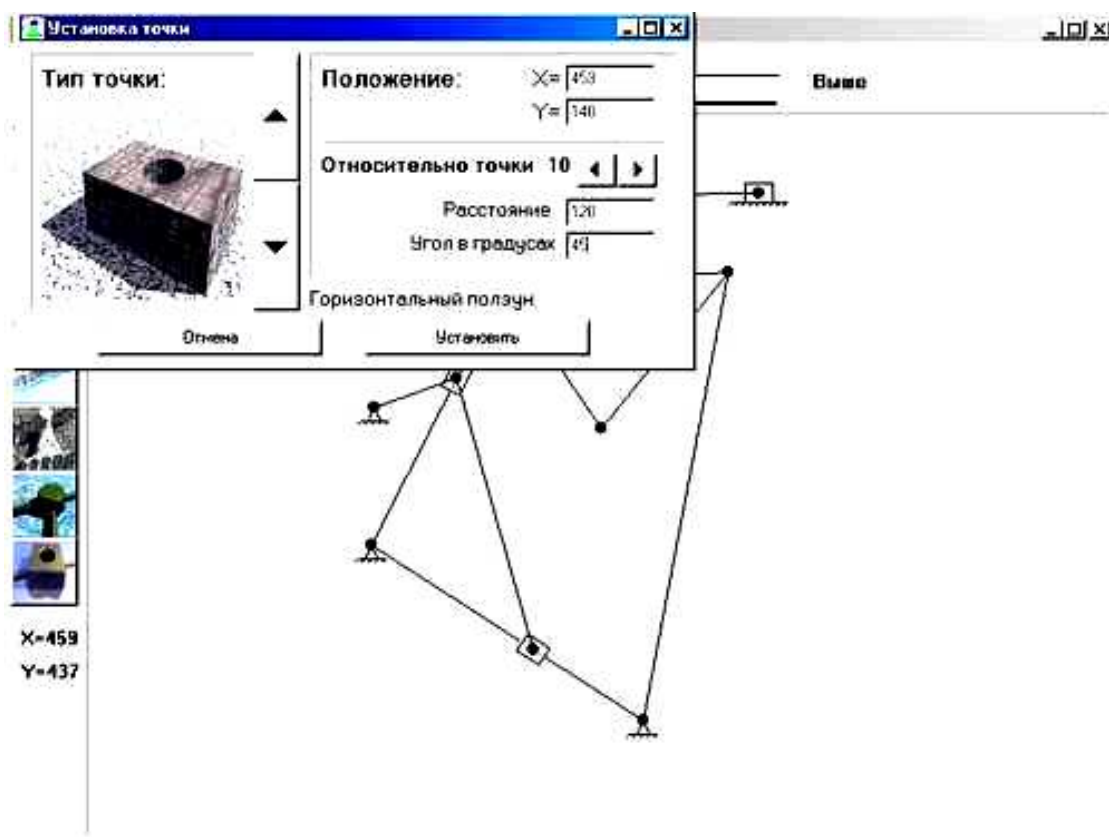 Установка точки
Тип точки:
Положение:
X= 453
Y= 140
Выше
Относительно точки 10
Расстояние 120
Угол в градусах 45
Горизонтальный ползун
Отмена
Установить
X=459
Y=437